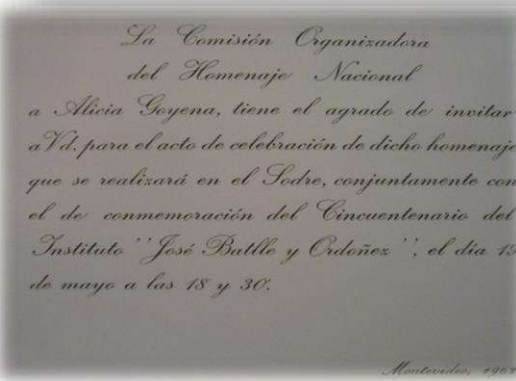 La Comisión Organizadora
del Homenaje Nacional
a Alicia Goyena, tiene el agrado de invitar
a Vd. para el acto de celebración de dicho homenaje
que se realizará en el Sodre, conjuntamente con
el de conmemoración del Cincuentenario del
Instituto "José Batlle y Ordoñez", el día
de mayo a las 18 y 30.
Montevideo,